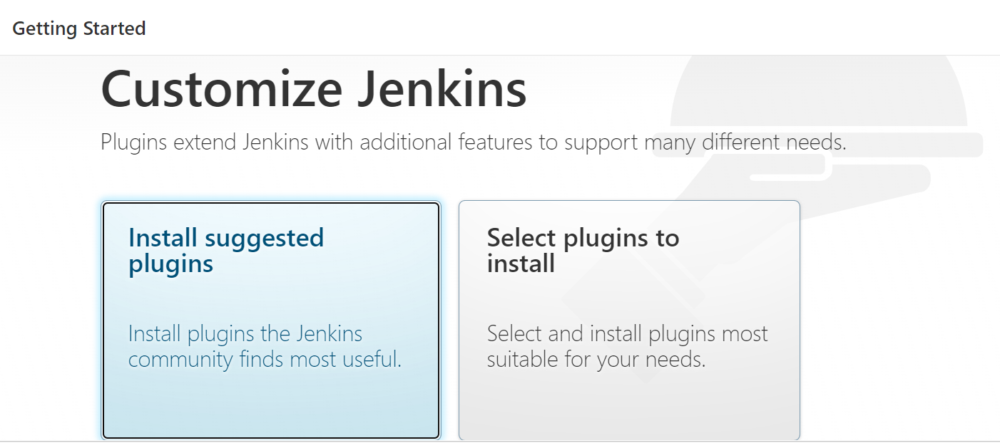 Getting Started
Customize Jenkins
Plugins extend Jenkins with additional features to support many different needs.
Install suggested
plugins
Install plugins the Jenkins
community finds most useful.
Select plugins to
install
Select and install plugins most
suitable for your needs.